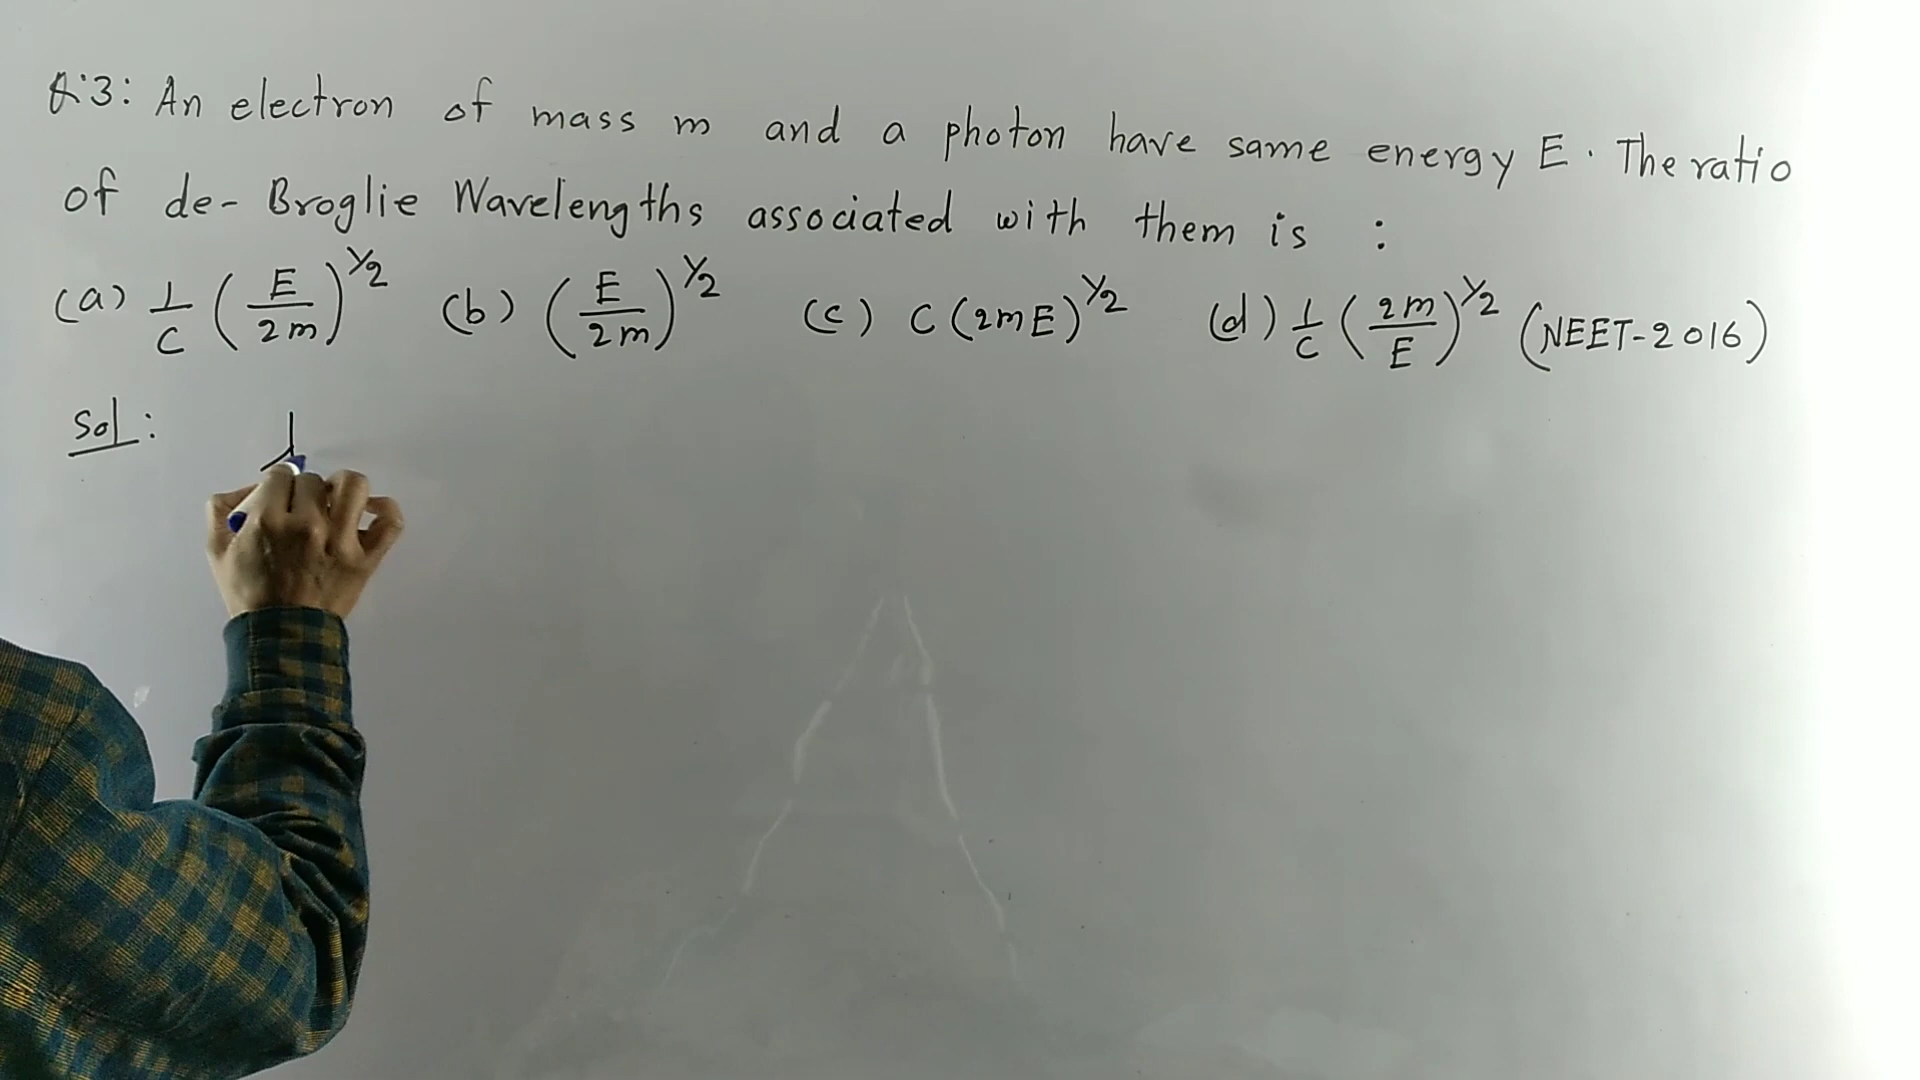 Q.3: An electron of mass m and a photon have same energy E. The ratio
of de-Broglie Wavelengths associated with them is :
(a) 1/C (E/2m)^1/2 (b) (E/2m)^1/2 (c) C(2mE)^1/2 (d) 1/C (2m/E)^1/2 (NEET-2016)
Sol: λ